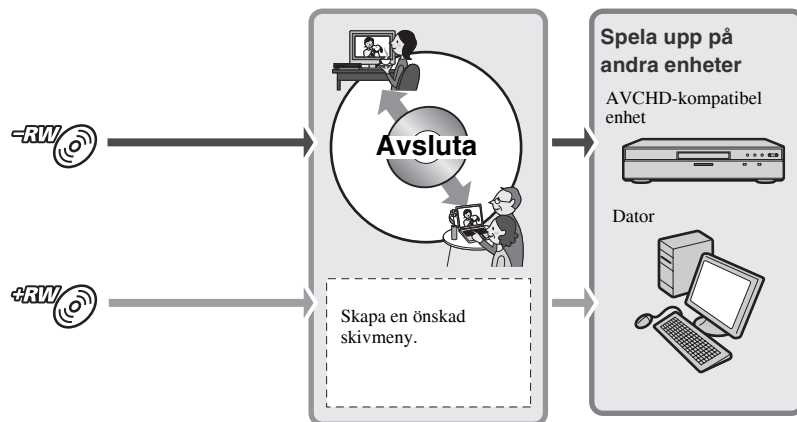 -RW
Avsluta
Spela upp på
andra enheter
AVCHD-kompatibel
enhet
Dator
+RW
Skapa en önskad
skivmeny.